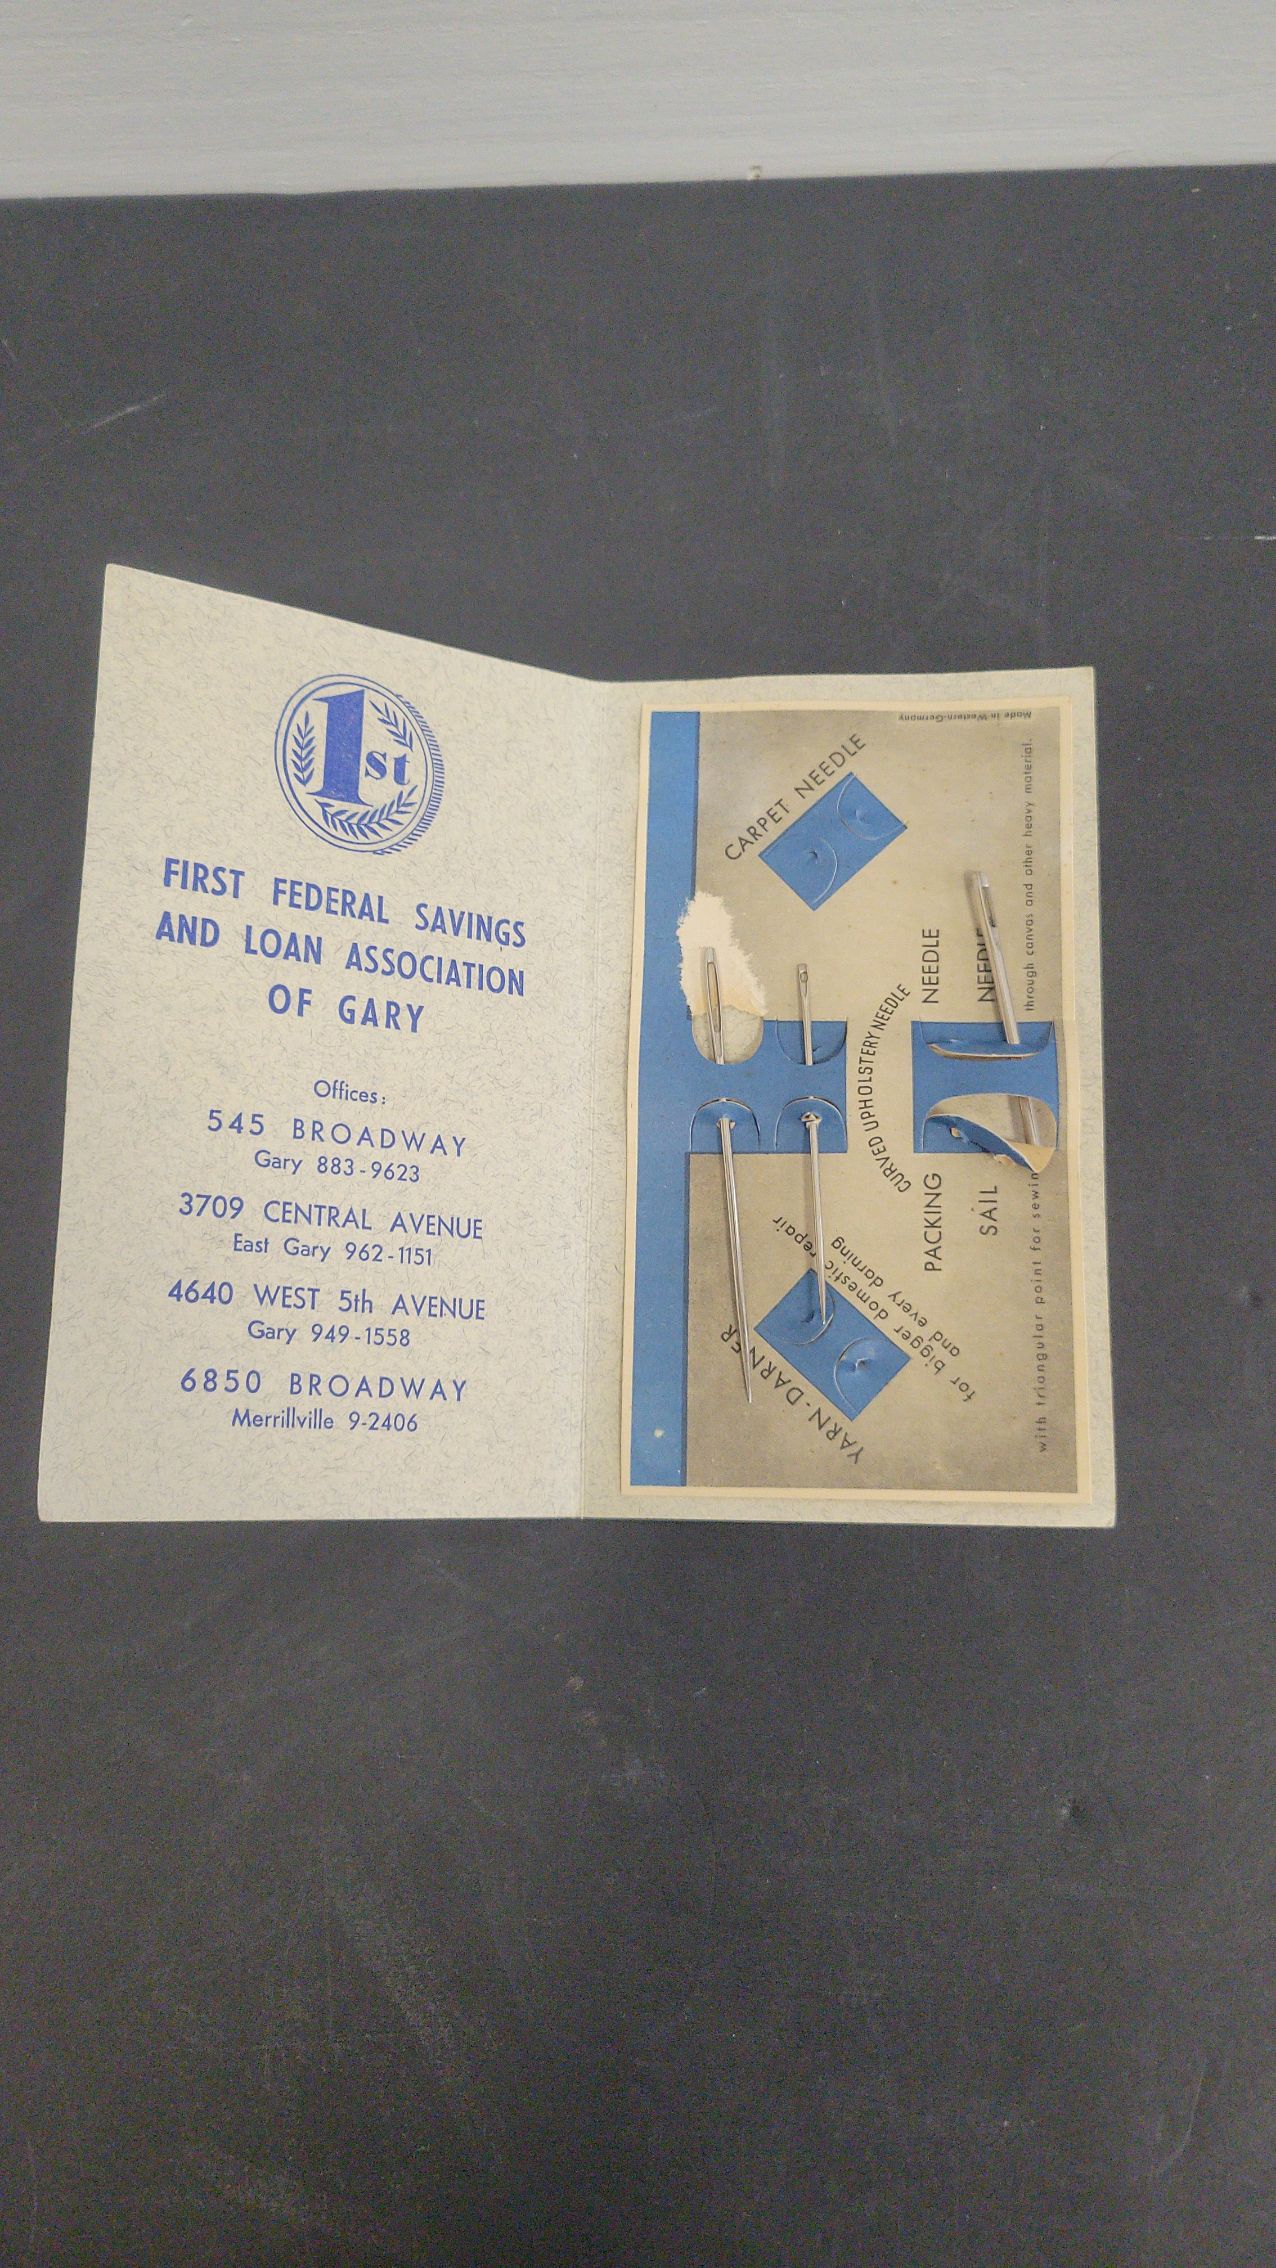 1st
FIRST FEDERAL SAVINGS
AND LOAN ASSOCIATION
OF GARY
Offices:
545 BROADWAY
Gary 883-9623
3709 CENTRAL AVENUE
East Gary 962-1151
4640 WEST 5th AVENUE
Gary 949-1558
6850 BROADWAY
Merrillville 9-2406
Made in Western-Germany
CARPET NEEDLE
CURVED UPHOLSTERY NEEDLE
PACKING NEEDLE
SAIL NEEDLE
with triangular point for sewing through canvas and other heavy material.
YARN-DARNER
for bigger domestic repair
and every darning